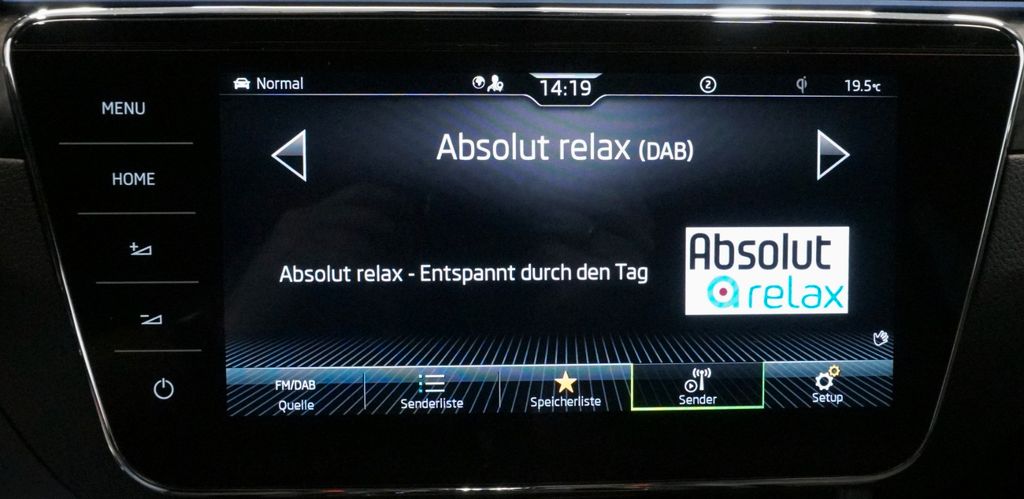 MENU
HOME
Normal
14:19
2
19.5°C
Absolut relax (DAB)
Absolut relax - Entspannt durch den Tag
Absolut
relax
FM/DAB
Quelle
Senderliste
Speicherliste
Sender
Setup